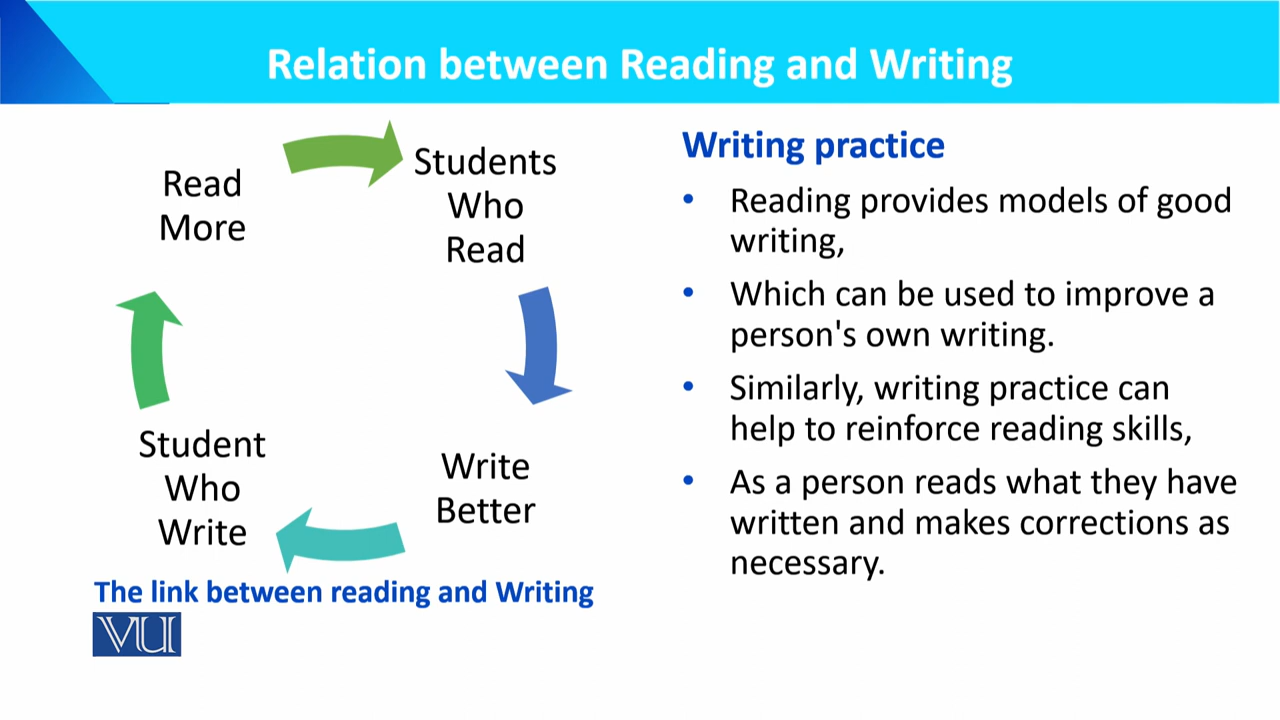 Relation between Reading and Writing
Read
More
Students
Who
Read
Write
Better
Student
Who
Write
The link between reading and Writing
VU
Writing practice
• Reading provides models of good
writing,
• Which can be used to improve a
person's own writing.
• Similarly, writing practice can
help to reinforce reading skills,
• As a person reads what they have
written and makes corrections as
necessary.